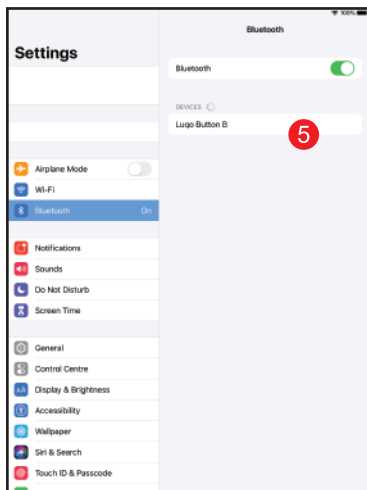 100%
Settings
Bluetooth
Bluetooth
DEVICES
Luqo Button B
5
Airplane Mode
Wi-Fi
Bluetooth On
Notifications
Sounds
Do Not Disturb
Screen Time
General
Control Centre
AA Display & Brightness
Accessibility
Wallpaper
Siri & Search
Touch ID & Passcode